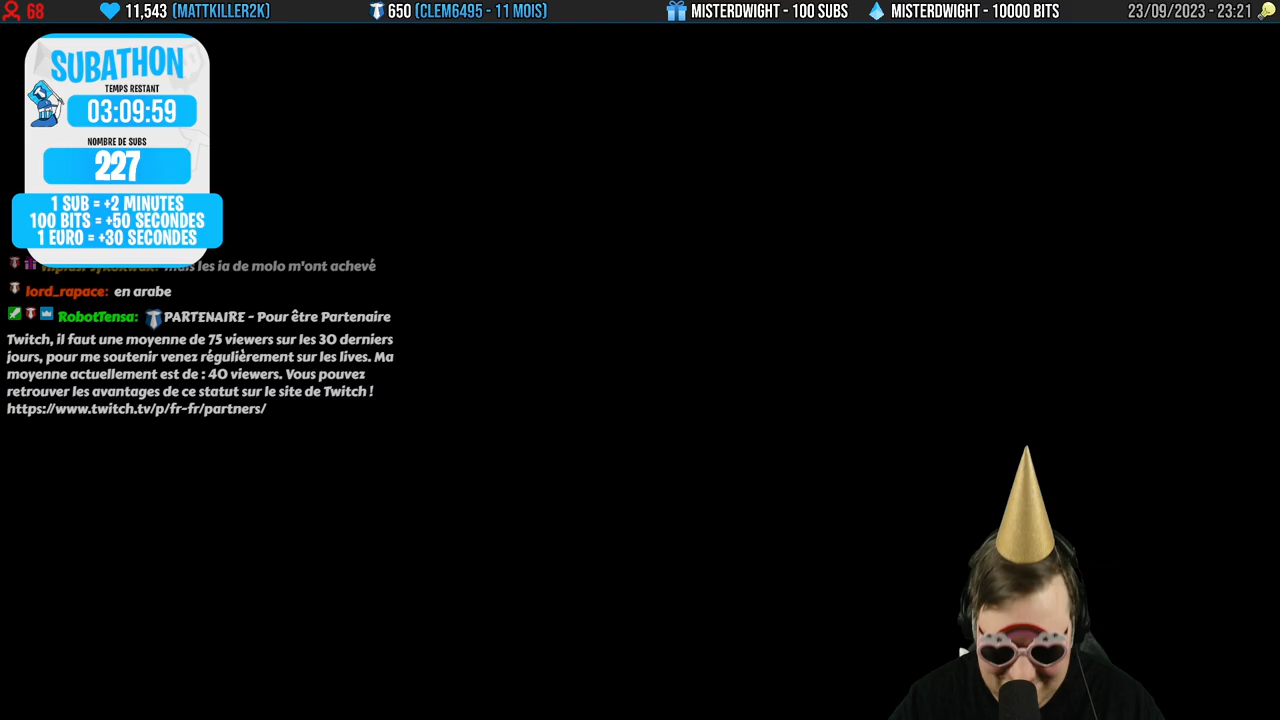 68 11,543 (MATTKILLER2K) 650 (CLEM6495 - 11 MOIS) MISTERDWIGHT - 100 SUBS MISTERDWIGHT - 10000 BITS 23/09/2023 - 23:21
SUBATHON
TEMPS RESTANT
03:09:59
NOMBRE DE SUBS
227
1 SUB = +2 MINUTES
100 BITS = +50 SECONDES
1 EURO = +30 SECONDES
mais les ia de molo m'ont achevé
lord_rapace: en arabe
RobotTensa: PARTENAIRE - Pour être Partenaire
Twitch, il faut une moyenne de 75 viewers sur les 30 derniers
jours, pour me soutenir venez régulièrement sur les lives. Ma
moyenne actuellement est de : 40 viewers. Vous pouvez
retrouver les avantages de ce statut sur le site de Twitch !
https://www.twitch.tv/p/fr-fr/partners/